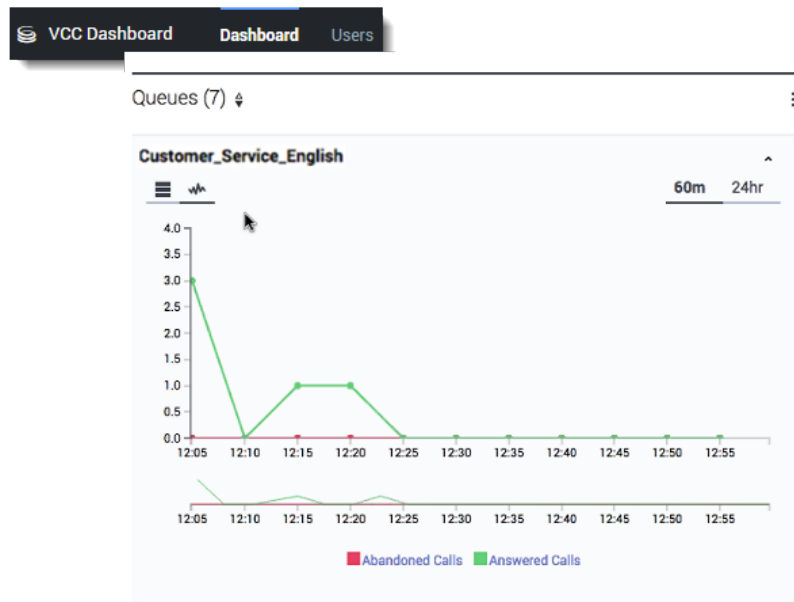 VCC Dashboard Dashboard Users
Queues (7)
Customer_Service_English
60m 24hr
4.0
3.5
3.0
2.5
2.0
1.5
1.0
0.5
0.0
12:05 12:10 12:15 12:20 12:25 12:30 12:35 12:40 12:45 12:50 12:55
12:05 12:10 12:15 12:20 12:25 12:30 12:35 12:40 12:45 12:50 12:55
Abandoned Calls Answered Calls